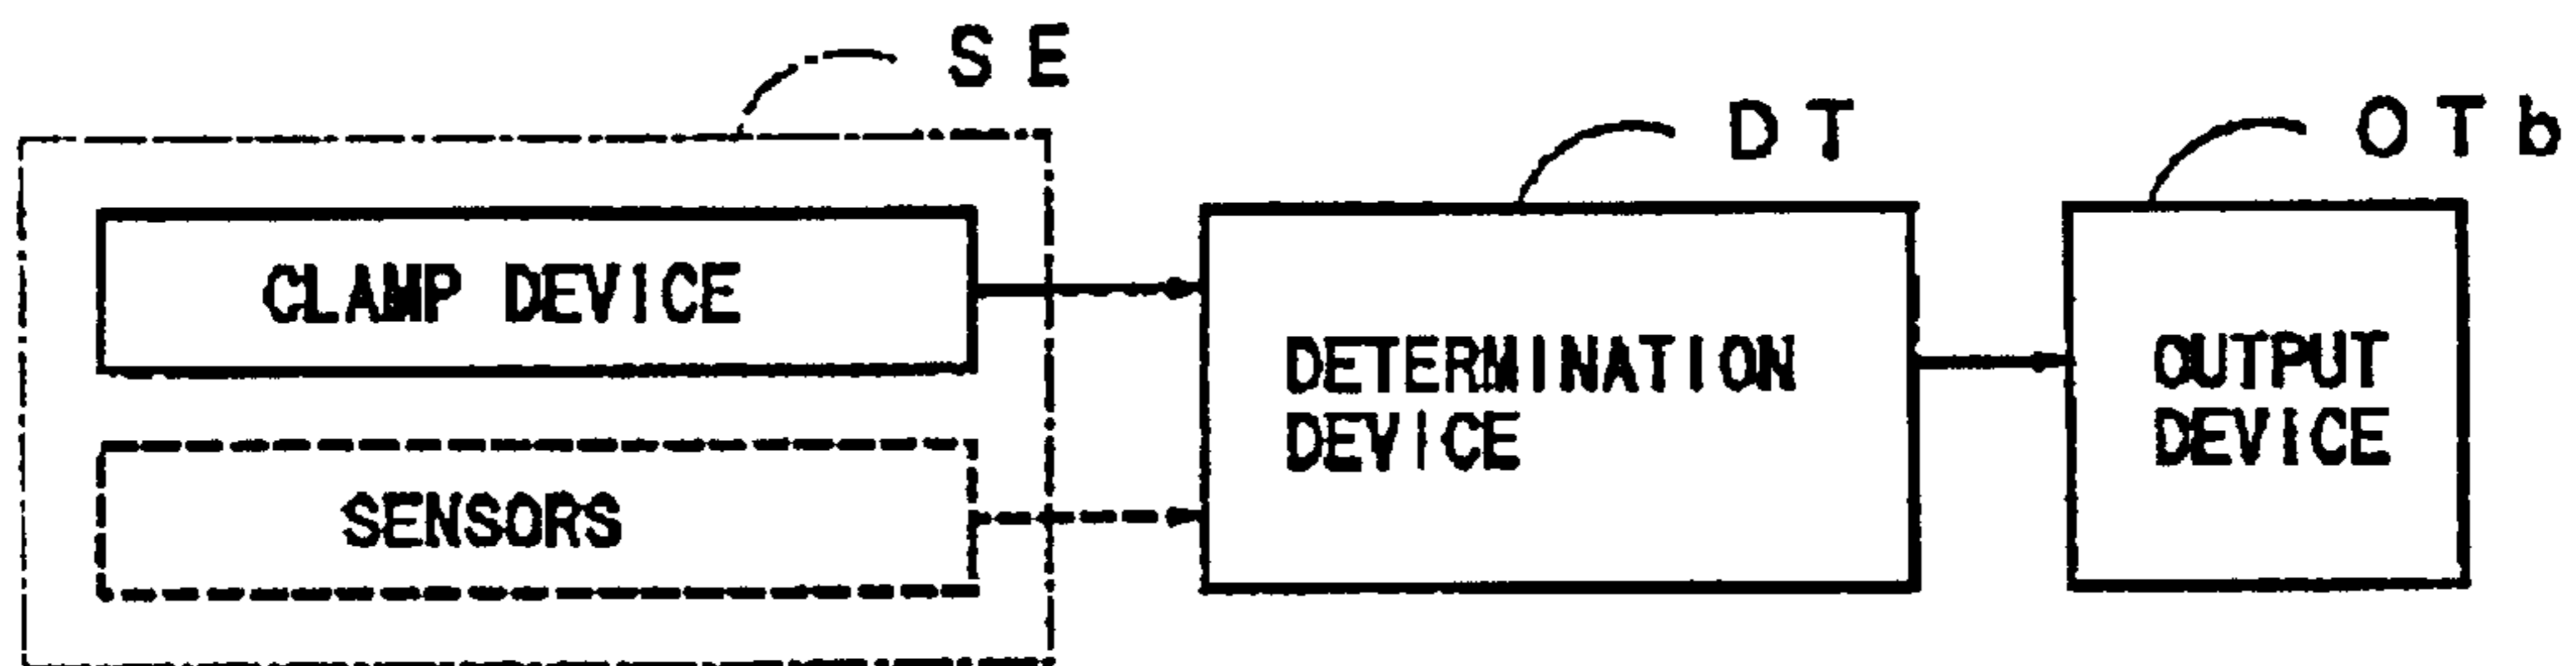 SE
DT
OTb
CLAMP DEVICE
DETERMINATION
DEVICE
OUTPUT
DEVICE
SENSORS